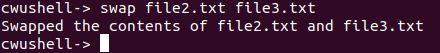 cwushell-> swap file2.txt file3.txt
Swapped the contents of file2.txt and file3.txt
cwushell->